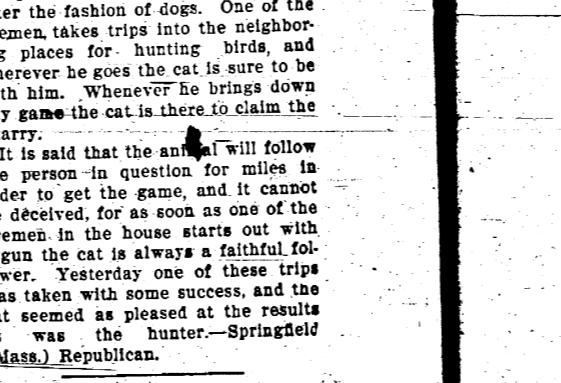 er the fashion of dogs. One of the
emen, takes trips into the neighbor-
g places for hunting birds, and
erever he goes the cat is sure to be
th him. Whenever he brings down
y game the cat is there to claim the
arry.
It is said that the animal will follow
e person in question for miles in
der to get the game, and it cannot
e deceived, for as soon as one of the
emen in the house starts out with
gun the cat is always a faithful fol-
wer. Yesterday one of these trips
as taken with some success, and the
at seemed as pleased at the results
s was the hunter.—Springfield
Mass.) Republican.